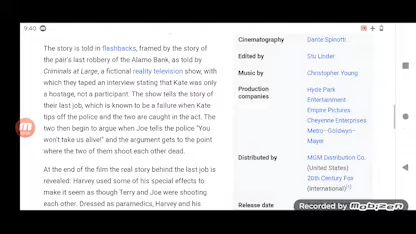 9:40
The story is told in flashbacks, framed by the story of
the pair's last robbery of the Alamo Bank, as told by
Criminals at Large, a fictional reality television show, with
which they taped an interview stating that Kate was only
a hostage, not a participant. The show tells the story of
their last job, which is known to be a failure when Kate
tips off the police and the two are caught in the act. The
two then begin to argue when Joe tells the police "You
won't take us alive!" and the argument gets to the point
where the two of them shoot each other dead.
At the end of the film the real story behind the last job is
revealed: Harvey used some of his special effects to
make it seem as though Terry and Joe were shooting
each other. Dressed as paramedics, Harvey and his
Cinematography Dante Spinotti
Edited by Stu Linder
Music by Christopher Young
Production Hyde Park
companies Entertainment
Empire Pictures
Cheyenne Enterprises
Metro-Goldwyn-
Mayer
Distributed by MGM Distribution Co.
(United States)
20th Century Fox
(International)[1]
Release date
Recorded by mobizen